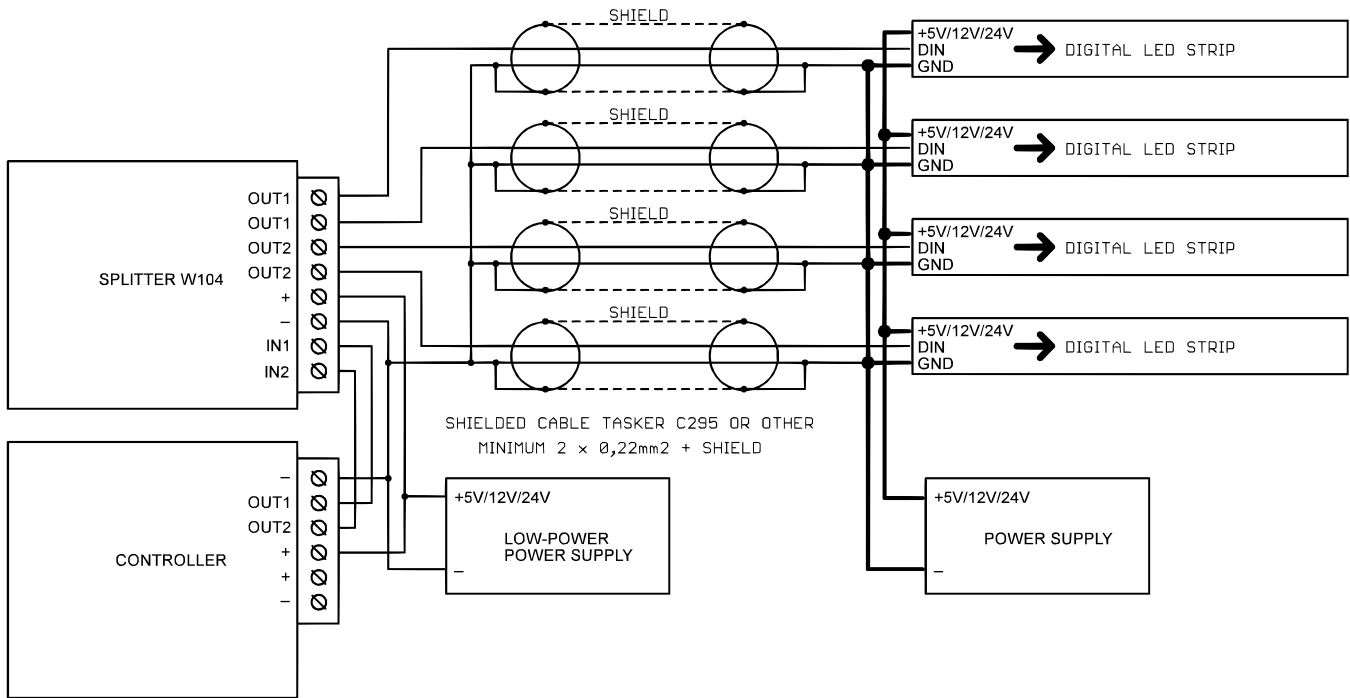 SHIELD
+5V/12V/24V
DIN
GND
DIGITAL LED STRIP
SHIELD
+5V/12V/24V
DIN
GND
DIGITAL LED STRIP
SHIELD
+5V/12V/24V
DIN
GND
DIGITAL LED STRIP
SHIELD
+5V/12V/24V
DIN
GND
DIGITAL LED STRIP
SPLITTER W104
OUT1
OUT1
OUT2
OUT2
+
–
IN1
IN2
SHIELDED CABLE TASKER C295 OR OTHER
MINIMUM 2 x 0,22mm2 + SHIELD
CONTROLLER
–
OUT1
OUT2
+
+
–
+5V/12V/24V
LOW-POWER
POWER SUPPLY
–
+5V/12V/24V
POWER SUPPLY
–